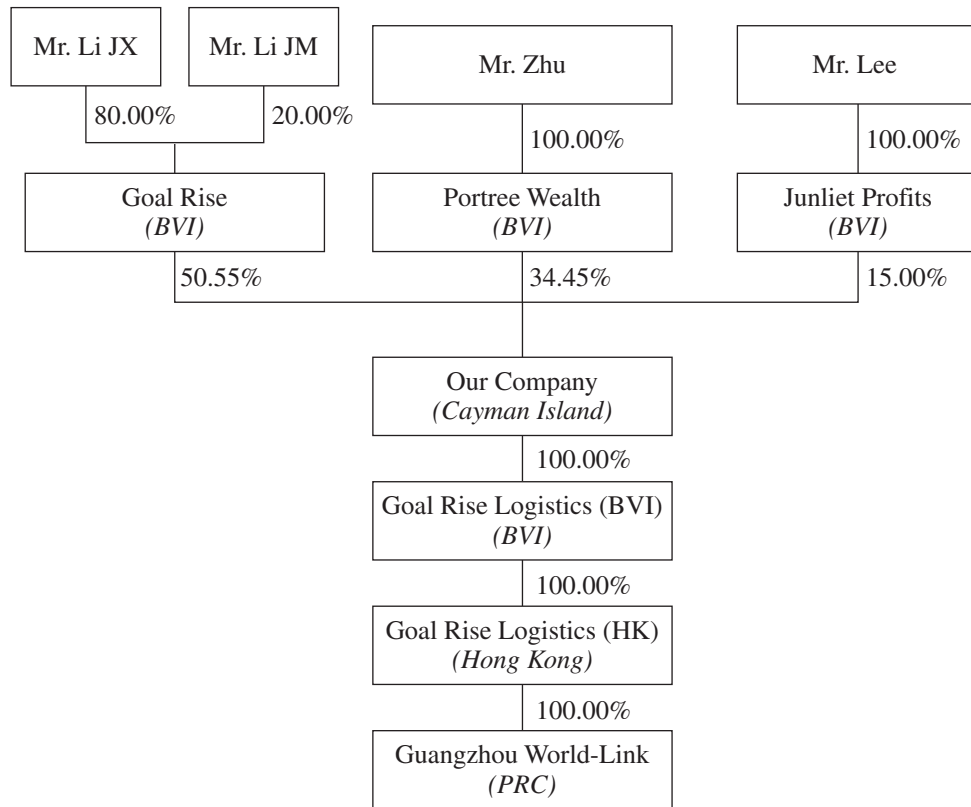 Mr. Li JX
Mr. Li JM
Mr. Zhu
Mr. Lee
80.00%
20.00%
100.00%
100.00%
Goal Rise
(BVI)
Portree Wealth
(BVI)
Junliet Profits
(BVI)
50.55%
34.45%
15.00%
Our Company
(Cayman Island)
100.00%
Goal Rise Logistics (BVI)
(BVI)
100.00%
Goal Rise Logistics (HK)
(Hong Kong)
100.00%
Guangzhou World-Link
(PRC)